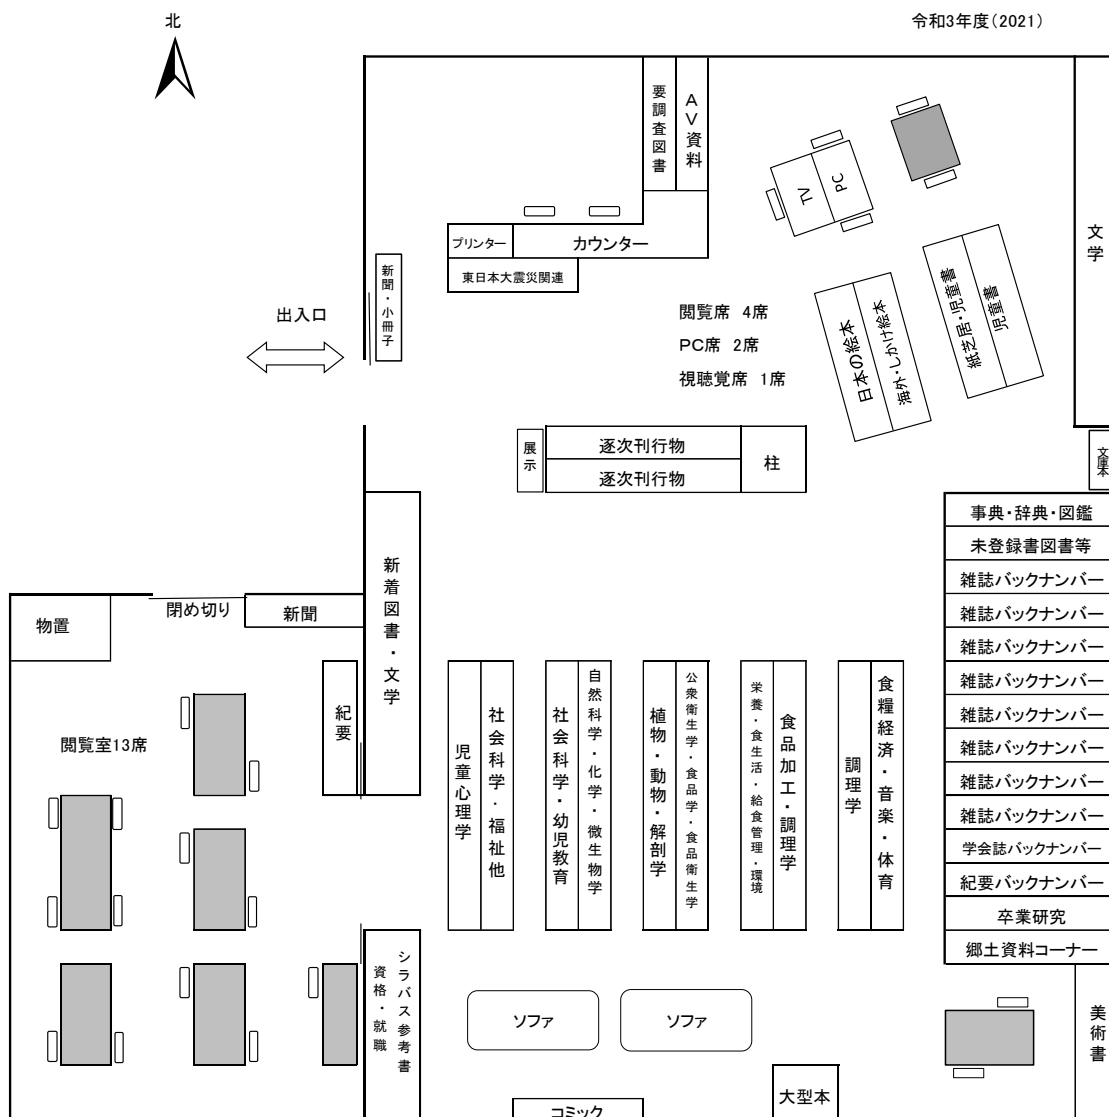 北
令和3年度(2021)
要調査図書
AV資料
TV
PC
文学
プリンター
カウンター
東日本大震災関連
新聞・小冊子
出入口
閲覧席 4席
PC席 2席
視聴覚席 1席
日本の絵本
海外・しかけ絵本
紙芝居・児童書
児童書
展示
逐次刊行物
逐次刊行物
柱
文庫本
事典・辞典・図鑑
未登録書図書等
雑誌バックナンバー
雑誌バックナンバー
雑誌バックナンバー
雑誌バックナンバー
雑誌バックナンバー
雑誌バックナンバー
雑誌バックナンバー
雑誌バックナンバー
学会誌バックナンバー
紀要バックナンバー
卒業研究
郷土資料コーナー
新着図書・文学
物置
閉め切り
新聞
紀要
閲覧室13席
児童心理学
社会科学・福祉他
社会科学・幼児教育
自然科学・化学・微生物学
植物・動物・解剖学
公衆衛生学・食品学・食品衛生学
栄養・食生活・給食管理・環境
食品加工・調理学
調理学
食糧経済・音楽・体育
シラバス参考書
資格・就職
ソファ
ソファ
美術書
大型本
コミック